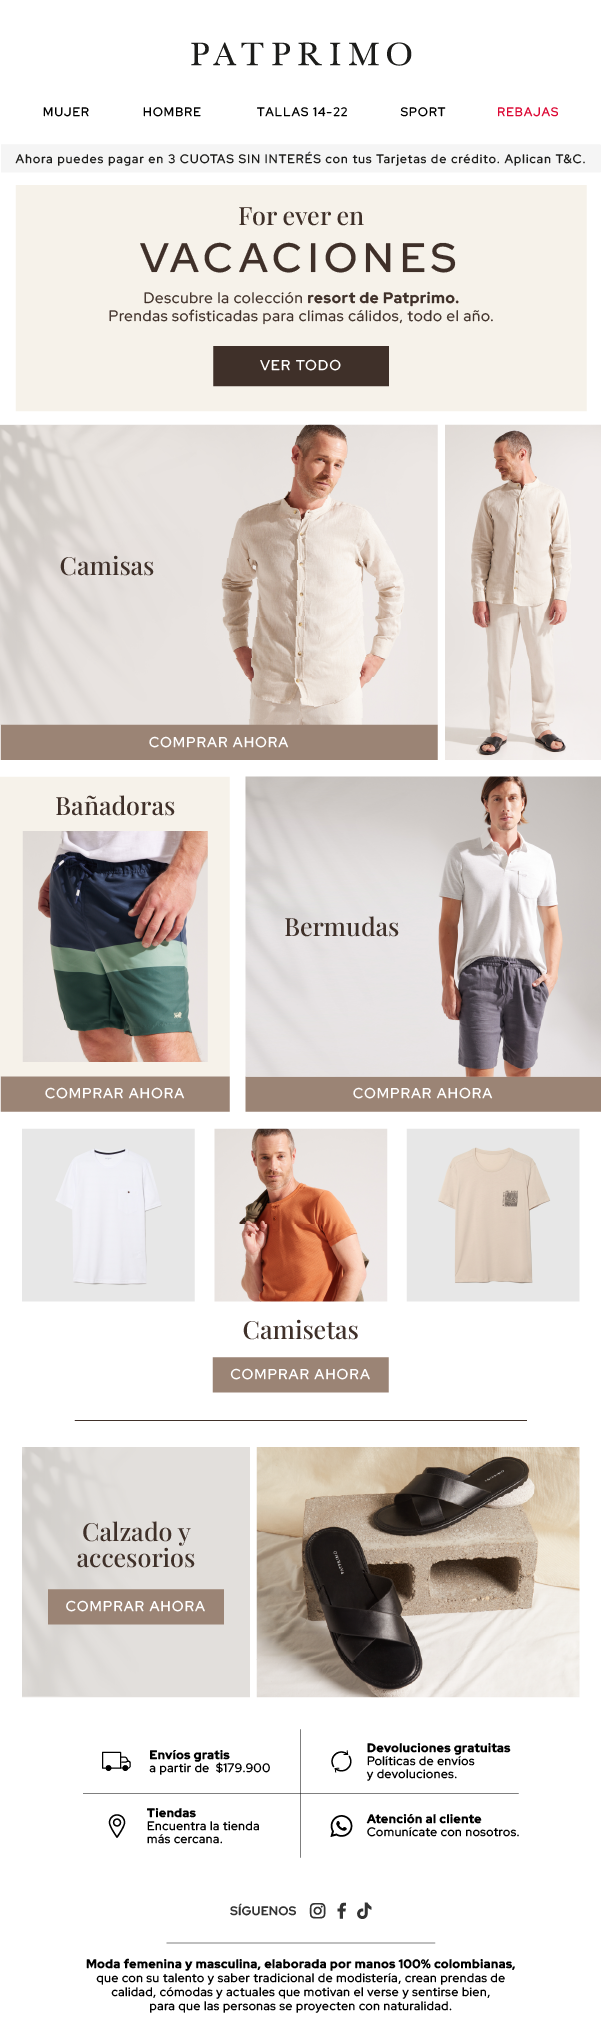 PATPRIMO
MUJER HOMBRE TALLAS 14-22 SPORT REBAJAS
Ahora puedes pagar en 3 CUOTAS SIN INTERÉS con tus Tarjetas de crédito. Aplican T&C.
For ever en
VACACIONES
Descubre la colección resort de Patprimo.
Prendas sofisticadas para climas cálidos, todo el año.
VER TODO
Camisas
COMPRAR AHORA
Bañadoras
COMPRAR AHORA
Bermudas
COMPRAR AHORA
Camisetas
COMPRAR AHORA
Calzado y
accesorios
COMPRAR AHORA
PATPRIMO
Envíos gratis
a partir de $179.900
Devoluciones gratuitas
Políticas de envíos
y devoluciones.
Tiendas
Encuentra la tienda
más cercana.
Atención al cliente
Comunícate con nosotros.
SÍGUENOS
Moda femenina y masculina, elaborada por manos 100% colombianas,
que con su talento y saber tradicional de modistería, crean prendas de
calidad, cómodas y actuales que motivan el verse y sentirse bien,
para que las personas se proyecten con naturalidad.